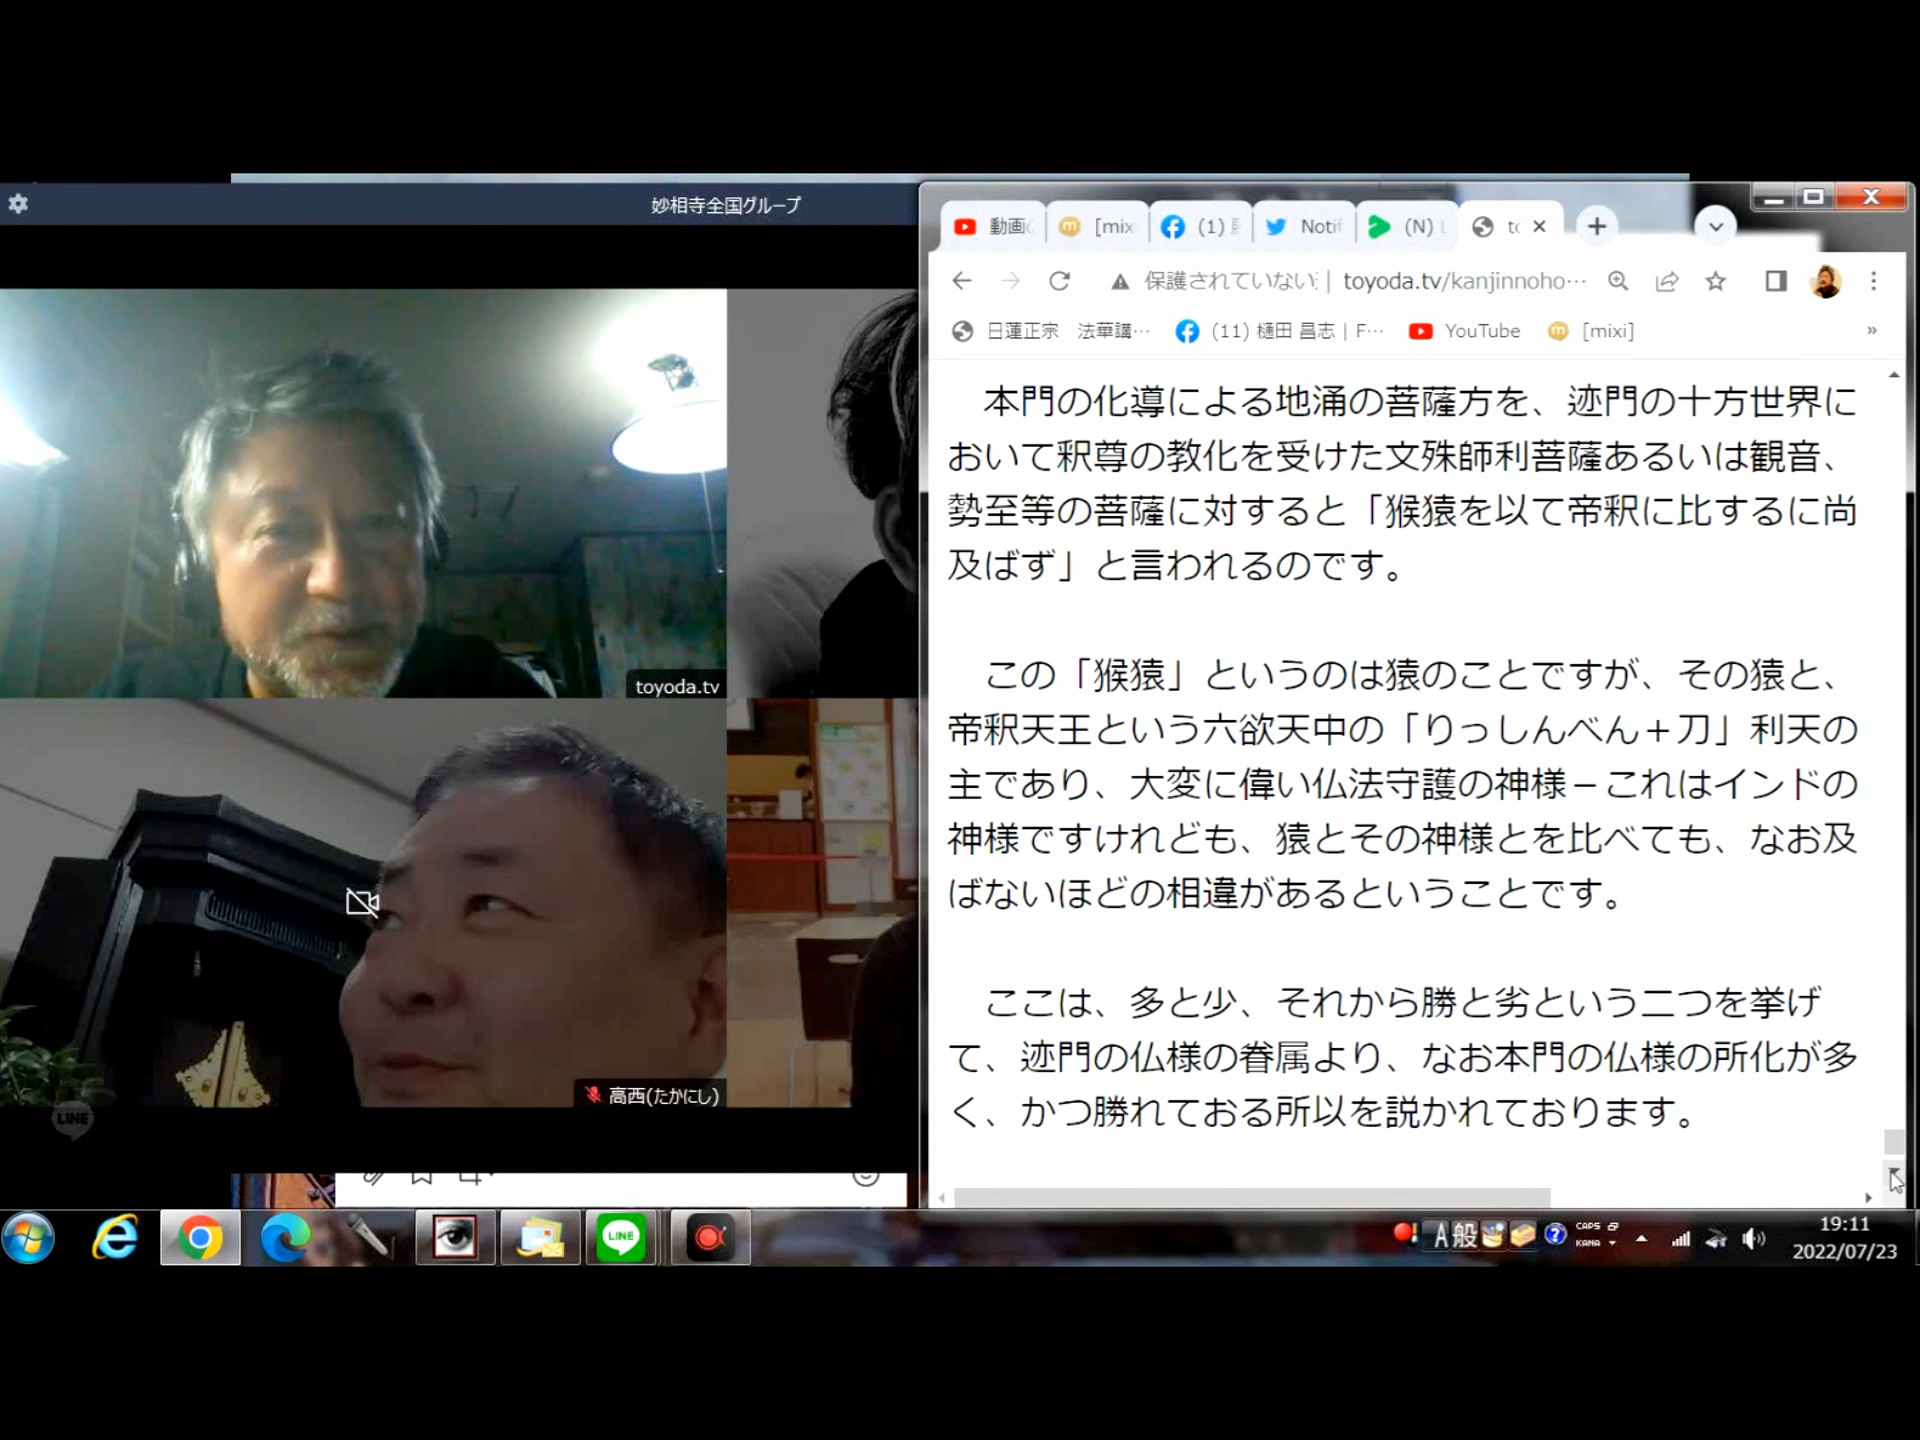 妙相寺全国グループ
動画
[mix
(1)
Notif
(N)
保護されていない
toyoda.tv/kanjinnoho…
日蓮正宗 法華講…
(11) 樋田 昌志 | F…
YouTube
[mixi]
»
本門の化導による地涌の菩薩方を、迹門の十方世界に
おいて釈尊の教化を受けた文殊師利菩薩あるいは観音、
勢至等の菩薩に対すると「猴猿を以て帝釈に比するに尚
及ばず」と言われるのです。
この「猴猿」というのは猿のことですが、その猿と、
帝釈天王という六欲天中の「りっしんべん＋刀」利天の
主であり、大変に偉い仏法守護の神様－これはインドの
神様ですけれども、猿とその神様とを比べても、なお及
ばないほどの相違があるということです。
ここは、多と少、それから勝と劣という二つを挙げ
て、迹門の仏様の眷属より、なお本門の仏様の所化が多
く、かつ勝れておる所以を説かれております。
toyoda.tv
高西(たかにし)
LINE
LINE
A般
CAPS
KANA
19:11
2022/07/23